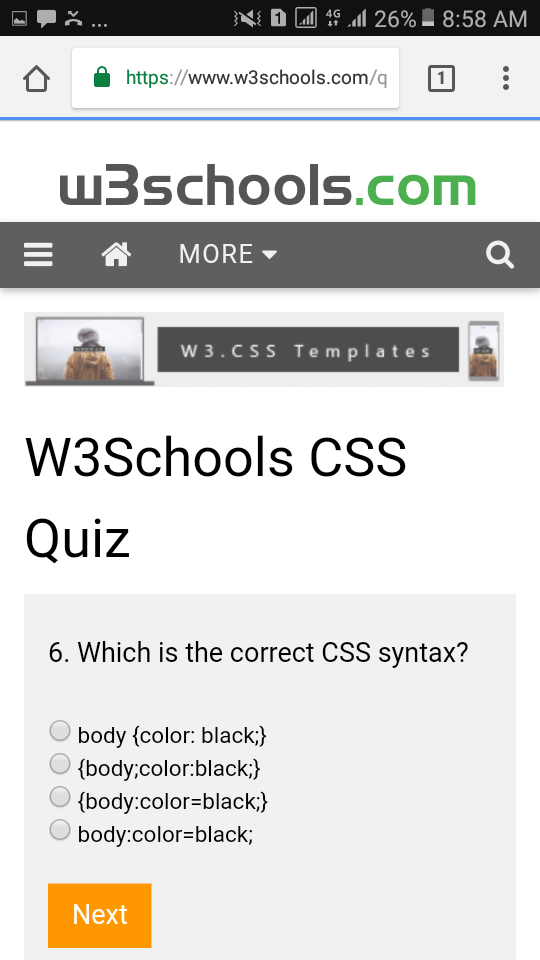 ... 1 4G 26% 8:58 AM
https://www.w3schools.com/q 1
w3schools.com
MORE
W3.CSS Templates
W3Schools CSS
Quiz
6. Which is the correct CSS syntax?
body {color: black;}
{body;color:black;}
{body:color=black;}
body:color=black;
Next